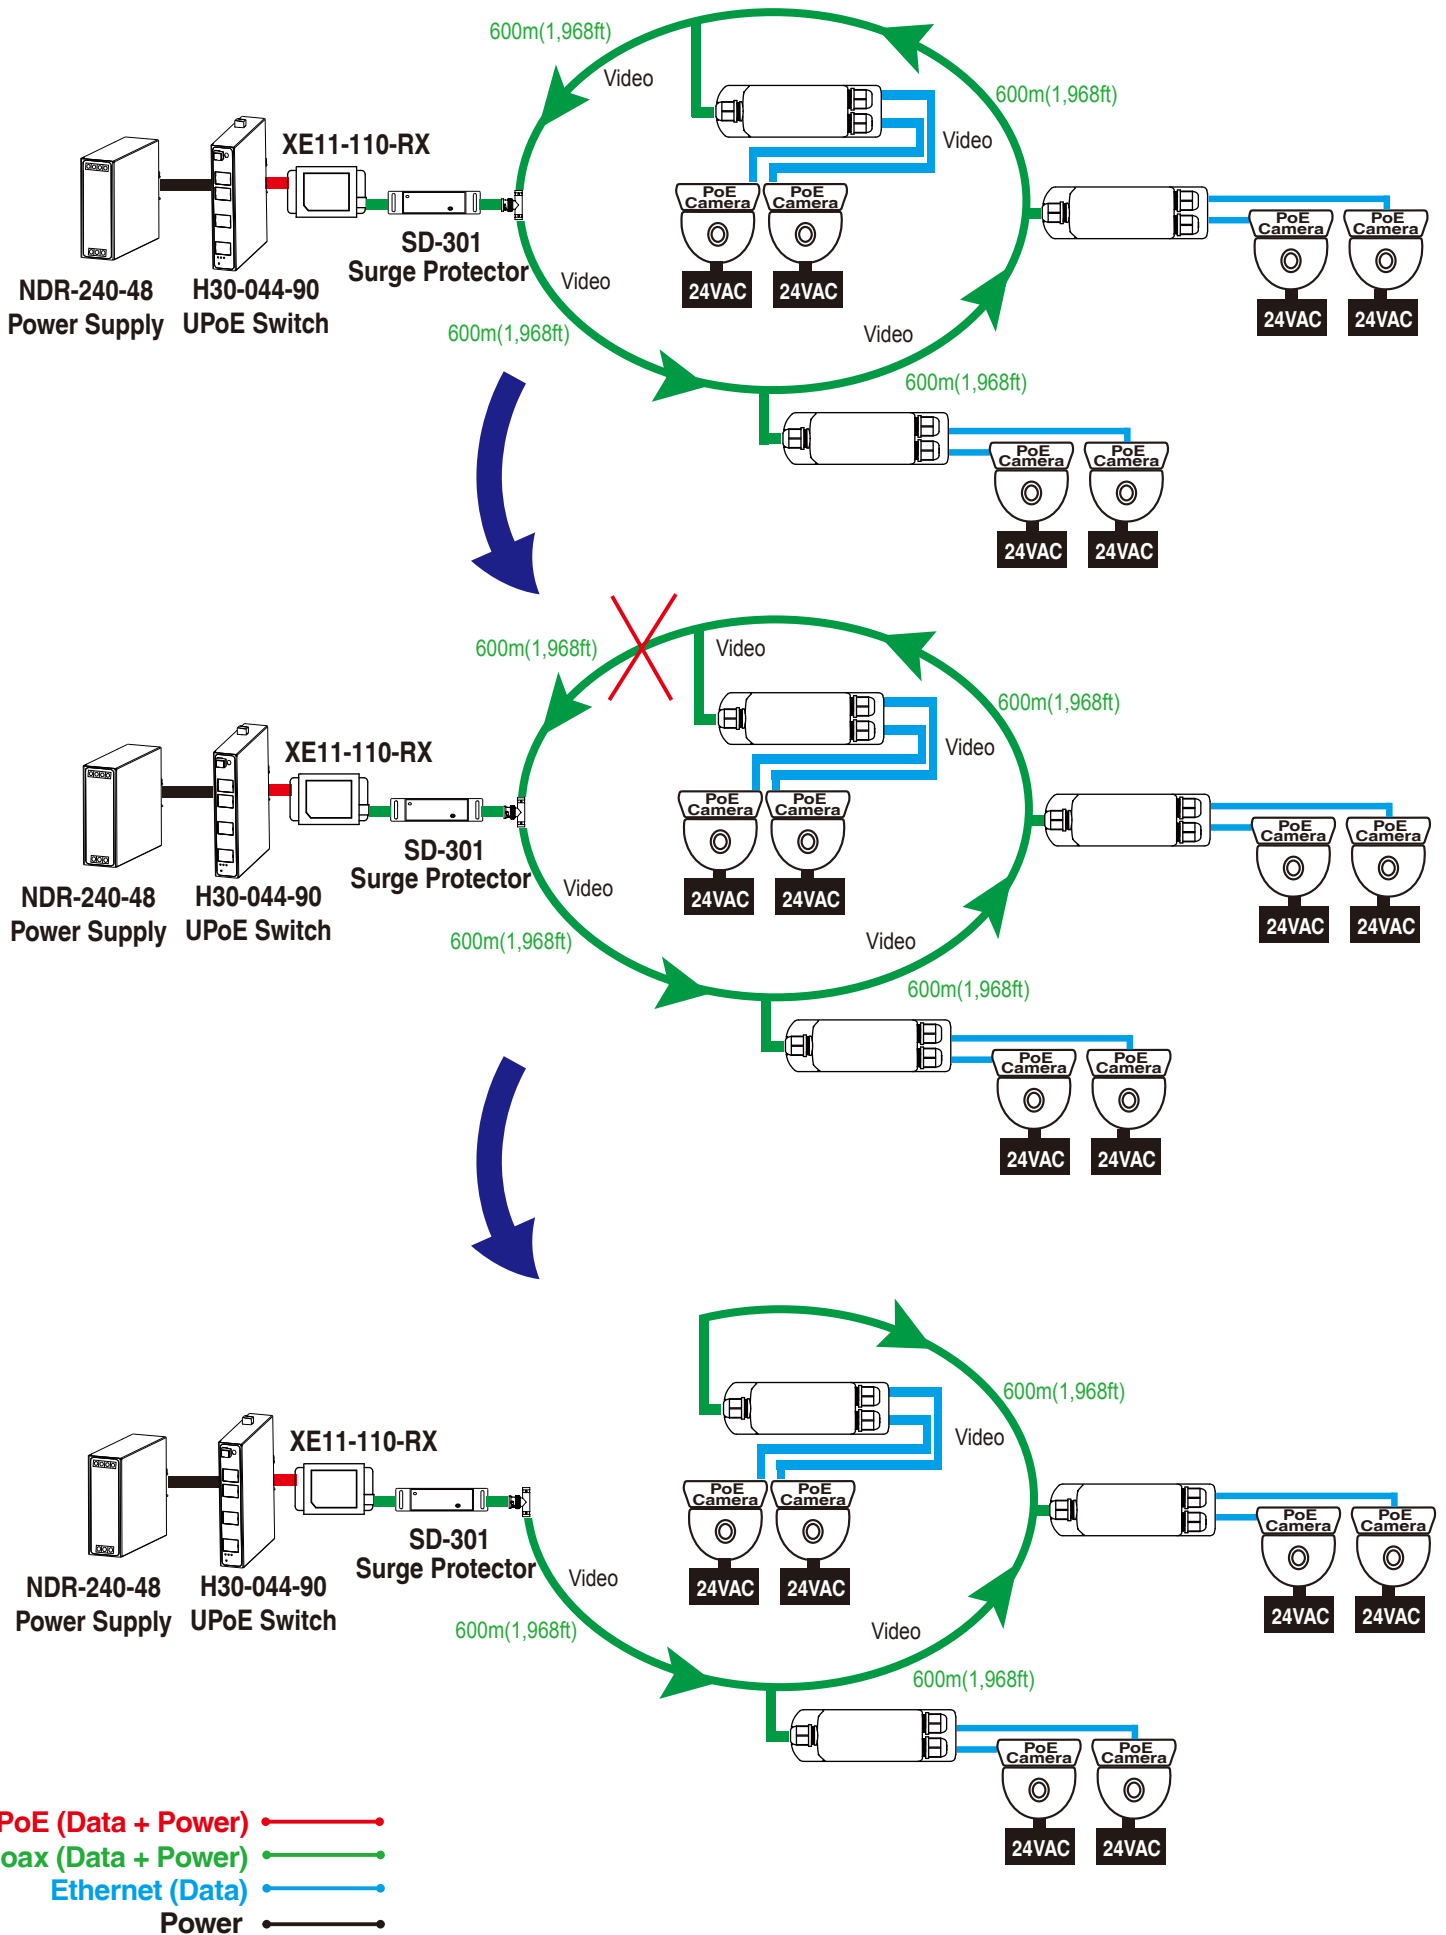 600m(1,968ft)
Video
600m(1,968ft)
XE11-110-RX
Video
PoE
Camera
PoE
Camera
PoE
Camera
PoE
Camera
SD-301
Surge Protector
Video
24VAC
24VAC
NDR-240-48
Power Supply
H30-044-90
UPoE Switch
24VAC
24VAC
600m(1,968ft)
Video
600m(1,968ft)
PoE
Camera
PoE
Camera
24VAC
24VAC
600m(1,968ft)
Video
600m(1,968ft)
XE11-110-RX
Video
PoE
Camera
PoE
Camera
PoE
Camera
PoE
Camera
SD-301
Surge Protector
Video
24VAC
24VAC
NDR-240-48
Power Supply
H30-044-90
UPoE Switch
24VAC
24VAC
600m(1,968ft)
Video
600m(1,968ft)
PoE
Camera
PoE
Camera
24VAC
24VAC
600m(1,968ft)
XE11-110-RX
Video
PoE
Camera
PoE
Camera
PoE
Camera
PoE
Camera
SD-301
Surge Protector
Video
24VAC
24VAC
NDR-240-48
Power Supply
H30-044-90
UPoE Switch
24VAC
24VAC
600m(1,968ft)
Video
600m(1,968ft)
PoE
Camera
PoE
Camera
24VAC
24VAC
PoE (Data + Power)
oax (Data + Power)
Ethernet (Data)
Power